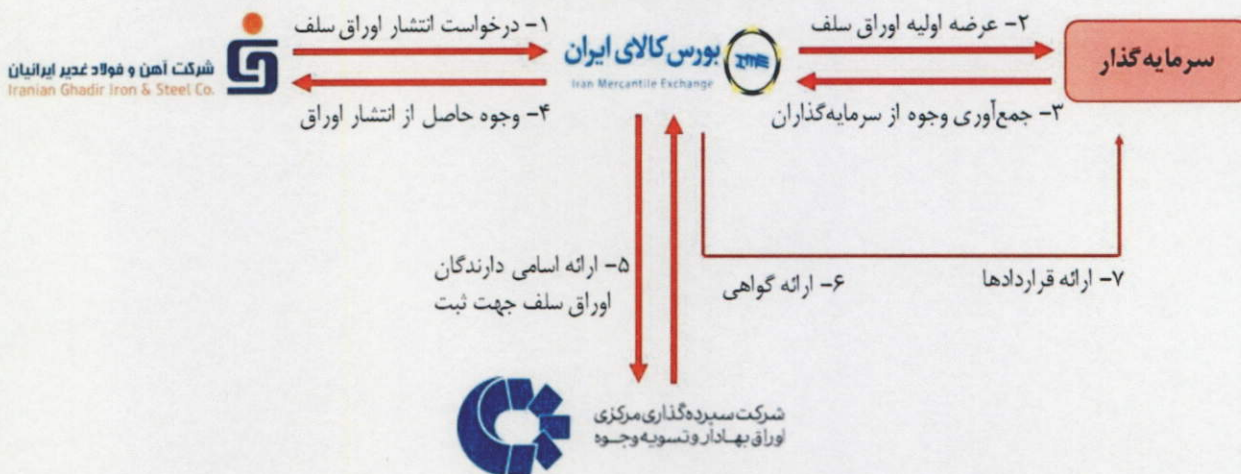 ۱- درخواست انتشار اوراق سلف
۲- عرضه اولیه اوراق سلف
سرمایه‌گذار
شرکت آهن و فولاد غدیر ایرانیان
Iranian Ghadir Iron & Steel Co.
بورس کالای ایران
Iran Mercantile Exchange
IME
۴- وجوه حاصل از انتشار اوراق
۳- جمع‌آوری وجوه از سرمایه‌گذاران
۵- ارائه اسامی دارندگان
اوراق سلف جهت ثبت
۶- ارائه گواهی
۷- ارائه قراردادها
شرکت سپرده‌گذاری مرکزی
اوراق بهادار و تسویه وجوه